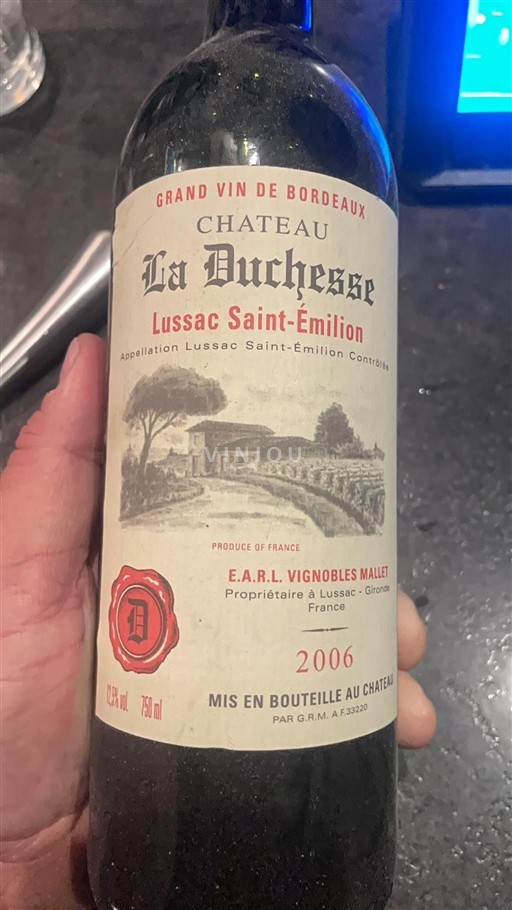 GRAND VIN DE BORDEAUX
CHATEAU
La Duchesse
Lussac Saint-Émilion
Appellation Lussac Saint-Émilion Contrôlée
VINJOU
PRODUCE OF FRANCE
E.A.R.L. VIGNOBLES MALLET
Propriétaire à Lussac - Gironde
France
D
2006
12,5% vol. 750 ml
MIS EN BOUTEILLE AU CHATEAU
PAR G.R.M. A F.33220